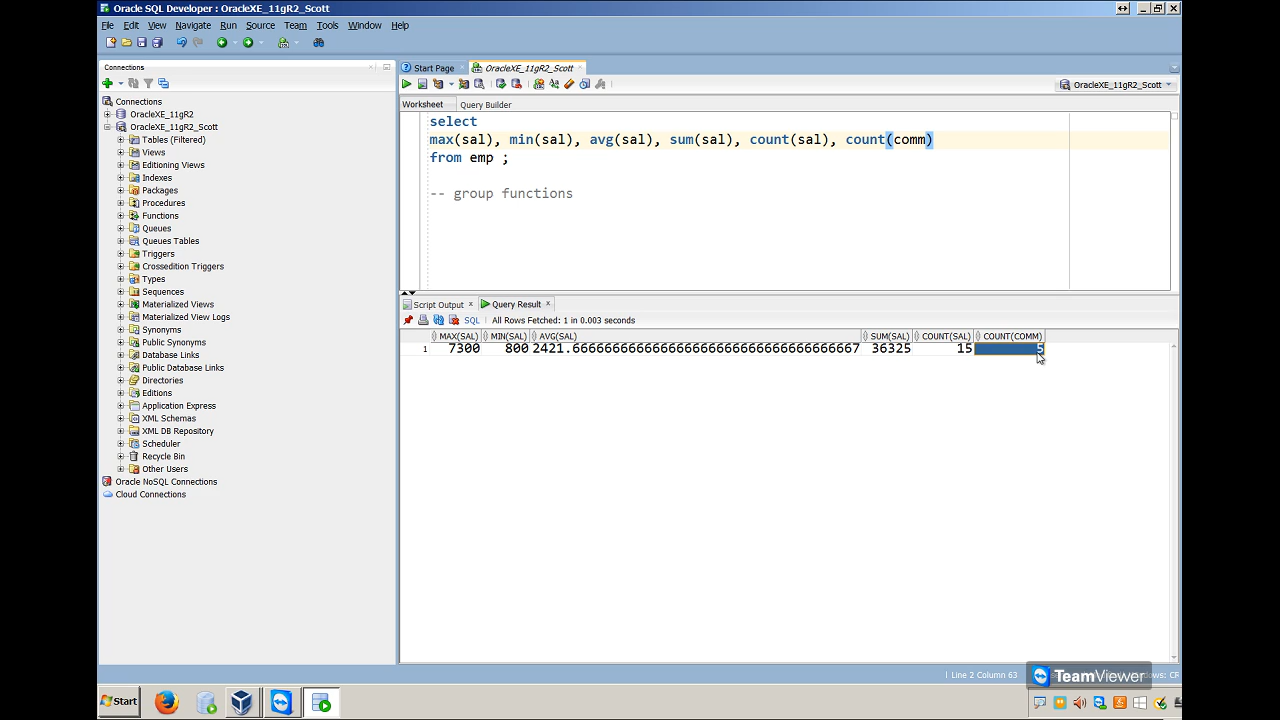 Oracle SQL Developer : OracleXE_11gR2_Scott
File Edit View Navigate Run Source Team Tools Window Help
Connections
Connections
OracleXE_11gR2
OracleXE_11gR2_Scott
Tables (Filtered)
Views
Editioning Views
Indexes
Packages
Procedures
Functions
Queues
Queues Tables
Triggers
Crossedition Triggers
Types
Sequences
Materialized Views
Materialized View Logs
Synonyms
Public Synonyms
Database Links
Public Database Links
Directories
Editions
Application Express
XML Schemas
XML DB Repository
Scheduler
Recycle Bin
Other Users
Oracle NoSQL Connections
Cloud Connections
Start Page OracleXE_11gR2_Scott
OracleXE_11gR2_Scott
Worksheet Query Builder
select
max(sal), min(sal), avg(sal), sum(sal), count(sal), count(comm)
from emp ;
-- group functions
Script Output Query Result
SQL All Rows Fetched: 1 in 0.003 seconds
MAX(SAL) MIN(SAL) AVG(SAL) SUM(SAL) COUNT(SAL) COUNT(COMM)
1 7300 800 2421.666666666666666666666666666666666667 36325 15 5
Line 2 Column 63
TeamViewer
Start